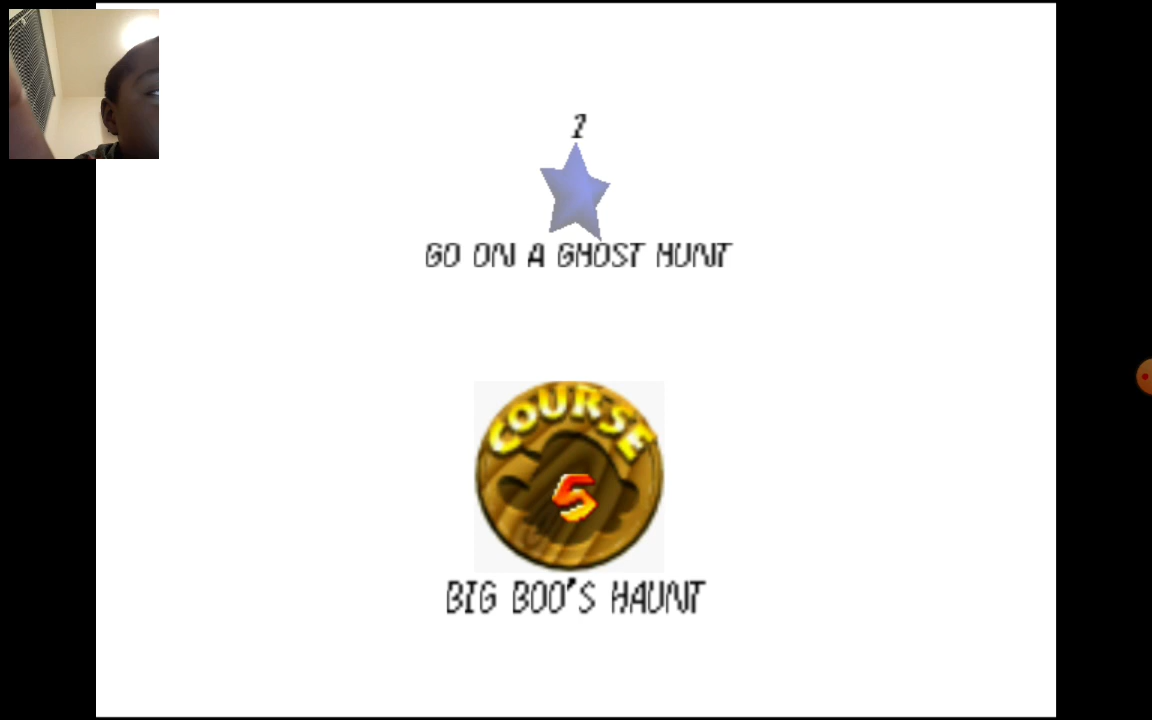 1
GO ON A GHOST HUNT
COURSE
5
BIG BOO'S HAUNT